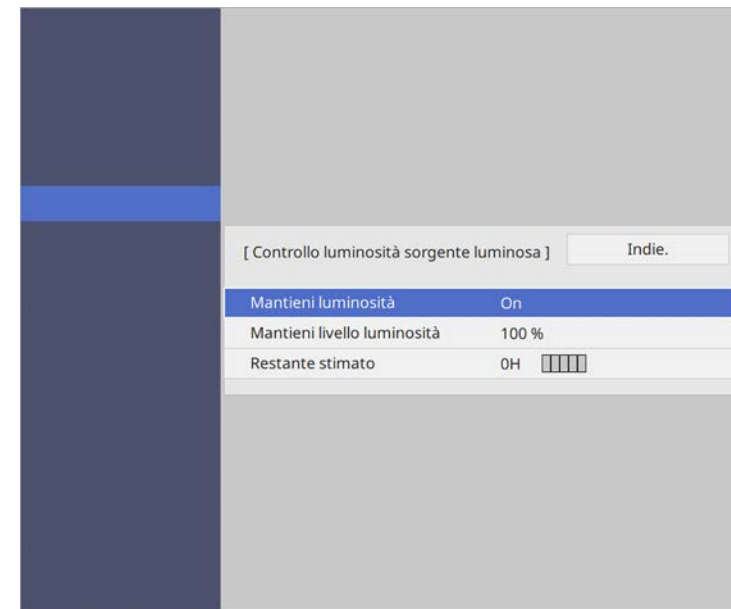 [ Controllo luminosità sorgente luminosa ] Indie.
Mantieni luminosità On
Mantieni livello luminosità 100 %
Restante stimato 0H